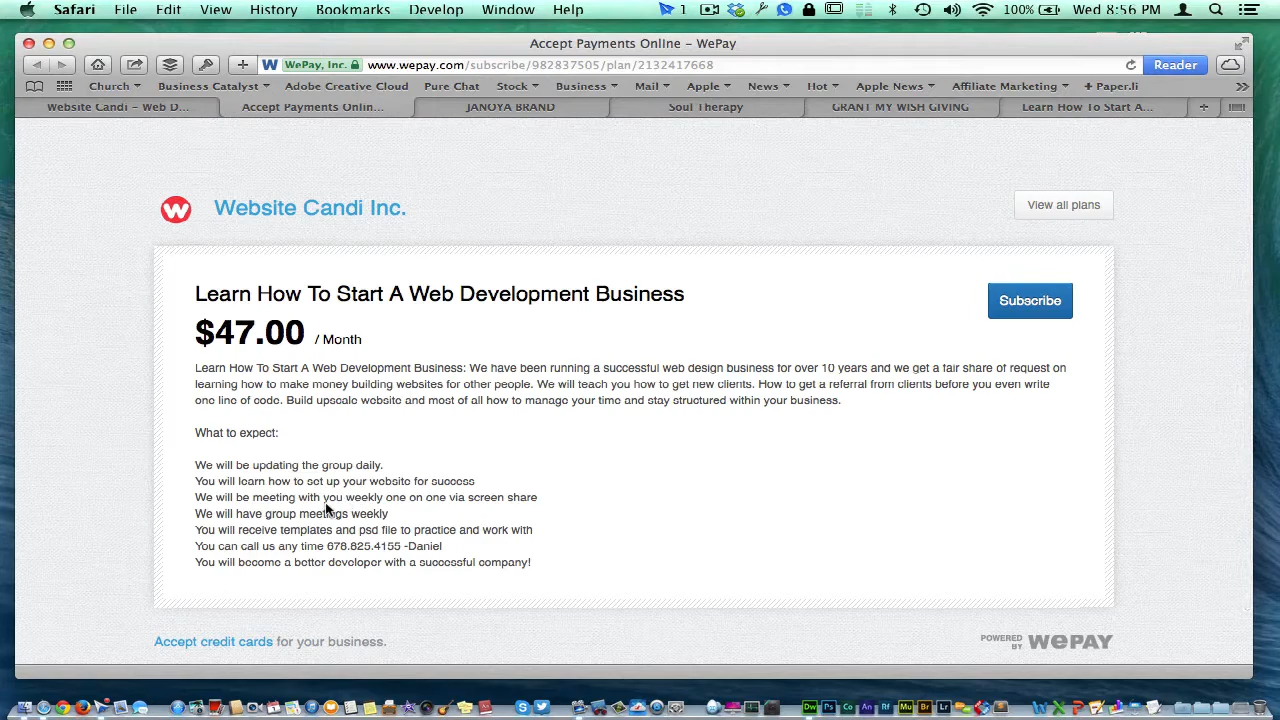 Safari File Edit View History Bookmarks Develop Window Help 1 100% Wed 8:56 PM
Accept Payments Online – WePay
W WePay, Inc. www.wepay.com/subscribe/982837505/plan/2132417668 Reader
Church Business Catalyst Adobe Creative Cloud Pure Chat Stock Business Mail Apple News Hot Apple News Affiliate Marketing + Paper.li
Website Candi – Web D... Accept Payments Onlin... JANOYA BRAND Soul Therapy GRANT MY WISH GIVING Learn How To Start A...
W Website Candi Inc. View all plans
Learn How To Start A Web Development Business Subscribe
$47.00 / Month
Learn How To Start A Web Development Business: We have been running a successful web design business for over 10 years and we get a fair share of request on
learning how to make money building websites for other people. We will teach you how to get new clients. How to get a referral from clients before you even write
one line of code. Build upscale website and most of all how to manage your time and stay structured within your business.
What to expect:
We will be updating the group daily.
You will learn how to set up your website for success
We will be meeting with you weekly one on one via screen share
We will have group meetings weekly
You will receive templates and psd file to practice and work with
You can call us any time 678.825.4155 -Daniel
You will become a better developer with a successful company!
Accept credit cards for your business. POWERED BY WEPAY
Dw Ps Co An Rf Mu Br Lr